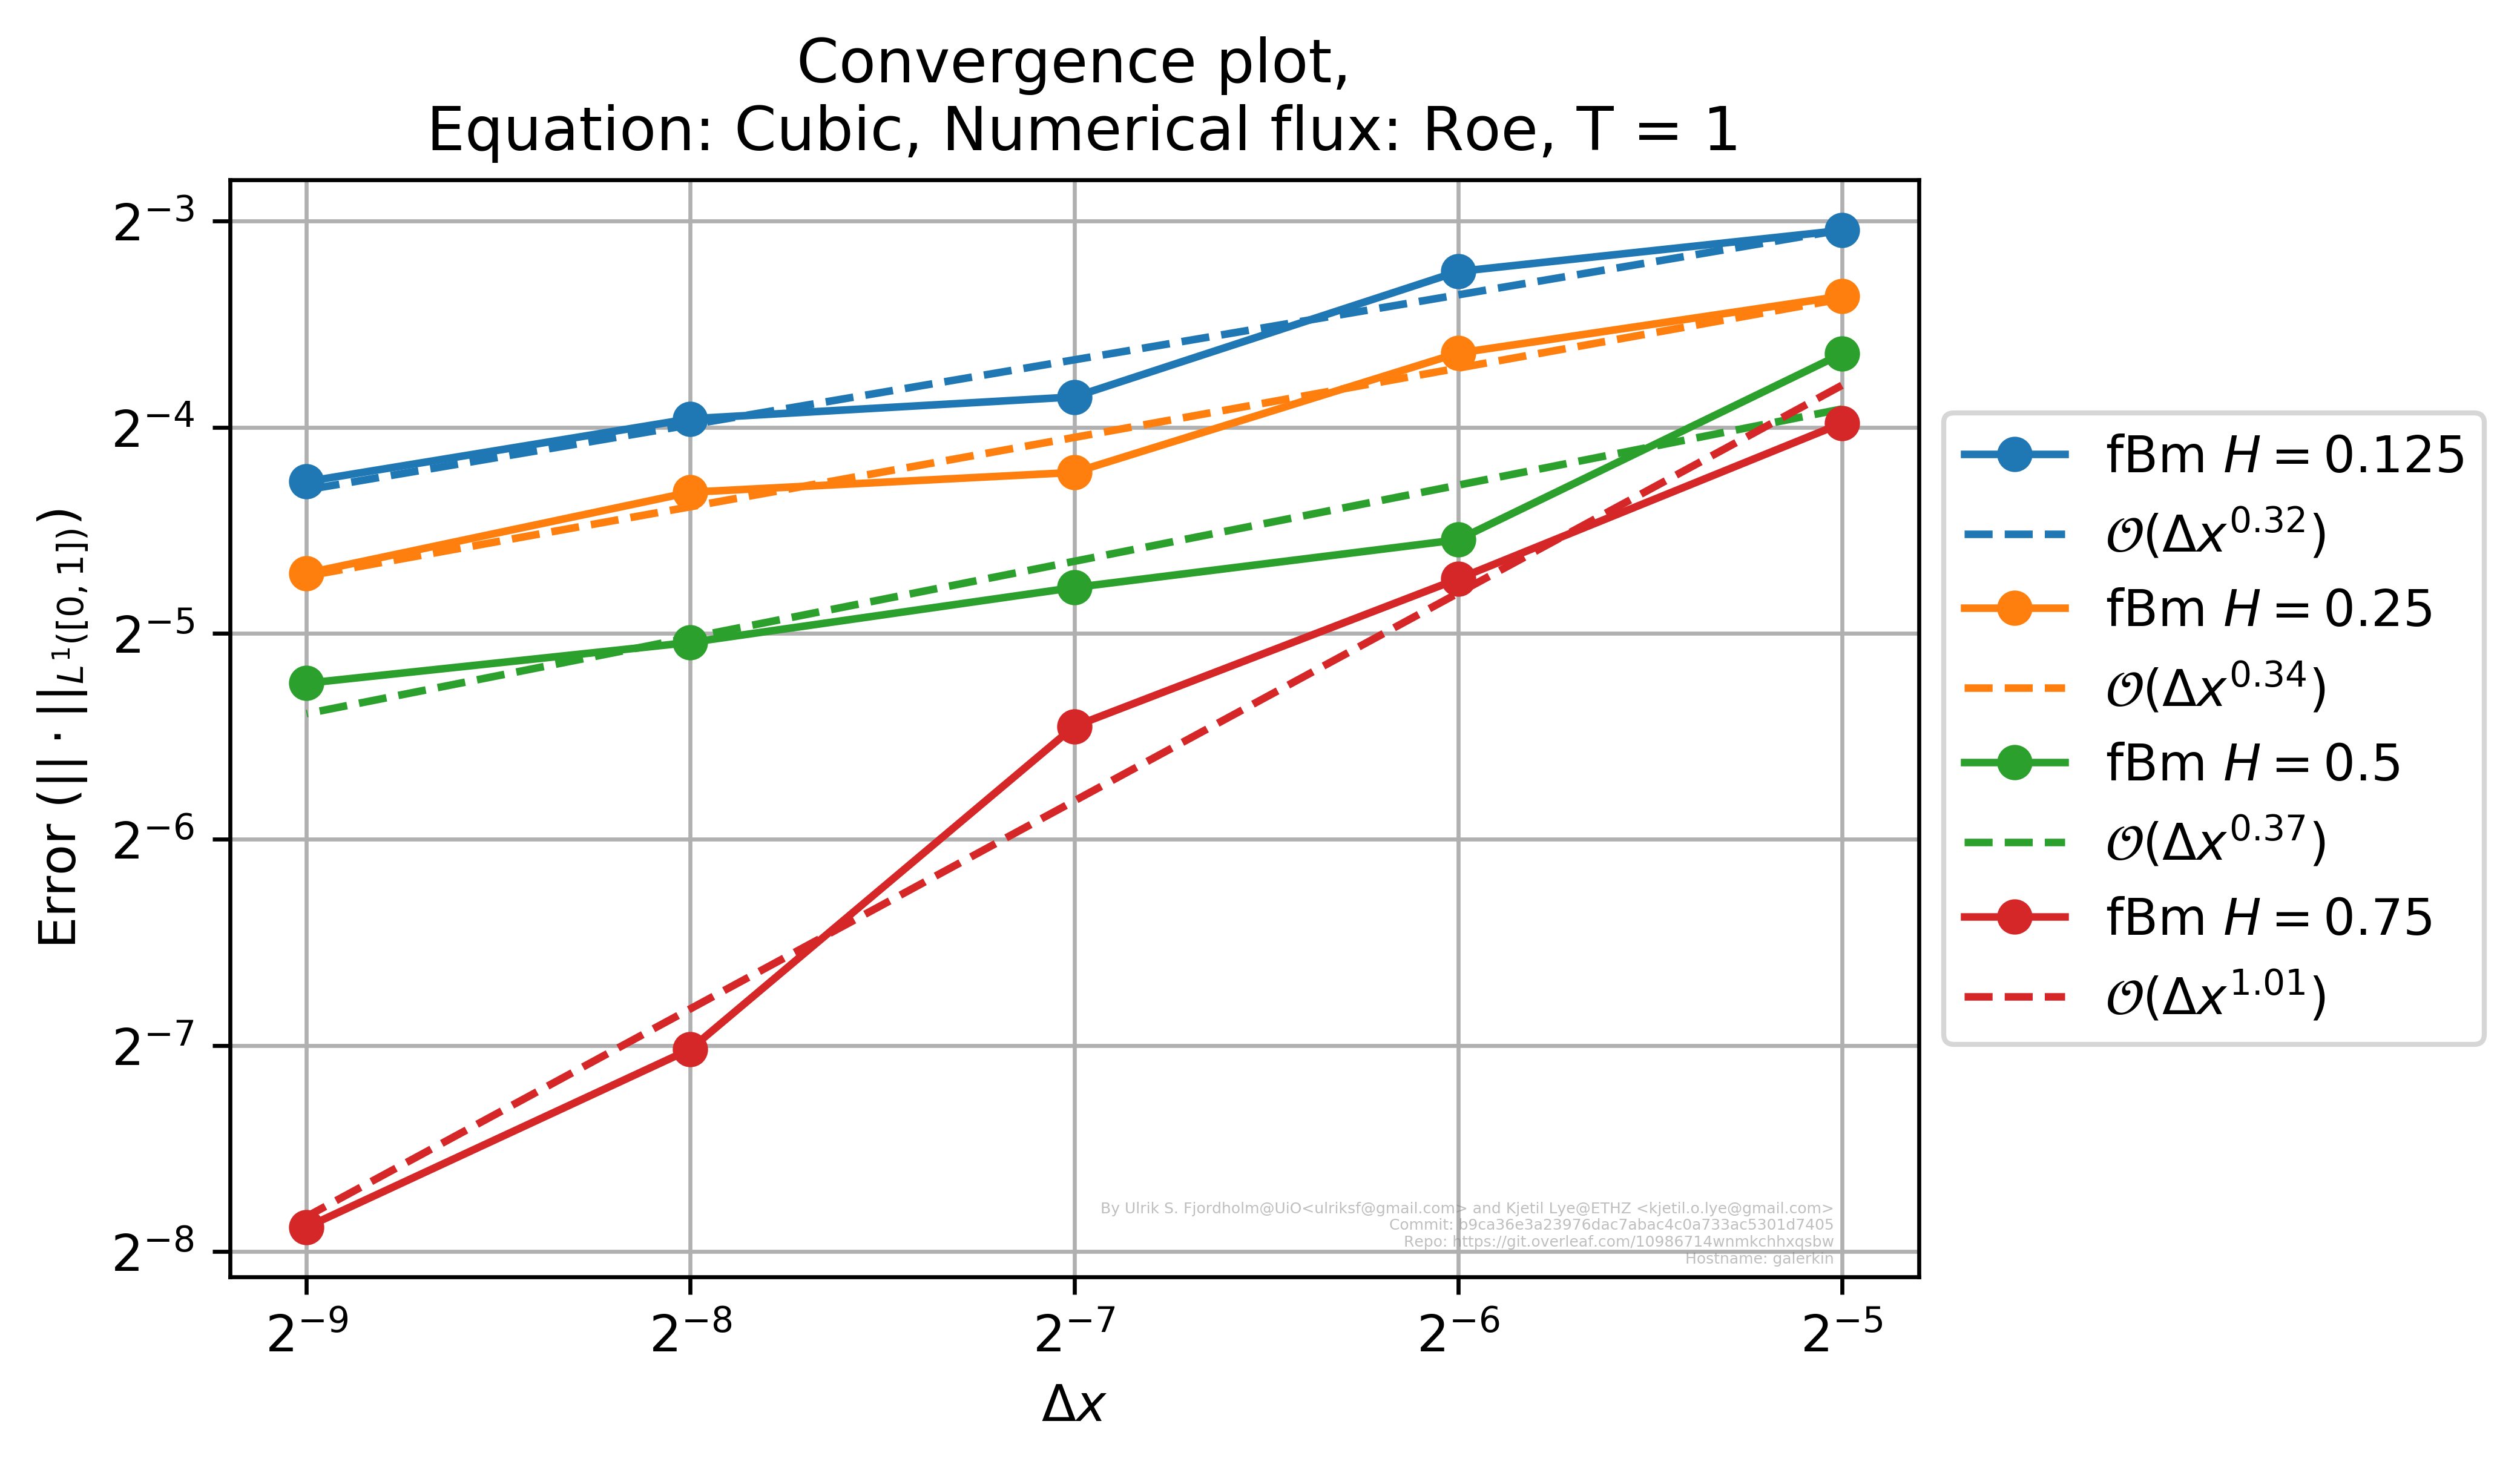 Convergence plot,
Equation: Cubic, Numerical flux: Roe, T = 1
2⁻³
2⁻⁴
2⁻⁵
2⁻⁶
2⁻⁷
2⁻⁸
Error (||·||_{L¹([0, 1])})
2⁻⁹
2⁻⁸
2⁻⁷
2⁻⁶
2⁻⁵
Δx
fBm H = 0.125
𝒪(Δx^{0.32})
fBm H = 0.25
𝒪(Δx^{0.34})
fBm H = 0.5
𝒪(Δx^{0.37})
fBm H = 0.75
𝒪(Δx^{1.01})
By Ulrik S. Fjordholm@UiO<ulriksf@gmail.com> and Kjetil Lye@ETHZ <kjetil.o.lye@gmail.com>
Commit: b9ca36e3a23976dac7abac4c0a733ac5301d7405
Repo: https://git.overleaf.com/10986714wnmkchhxqsbw
Hostname: galerkin